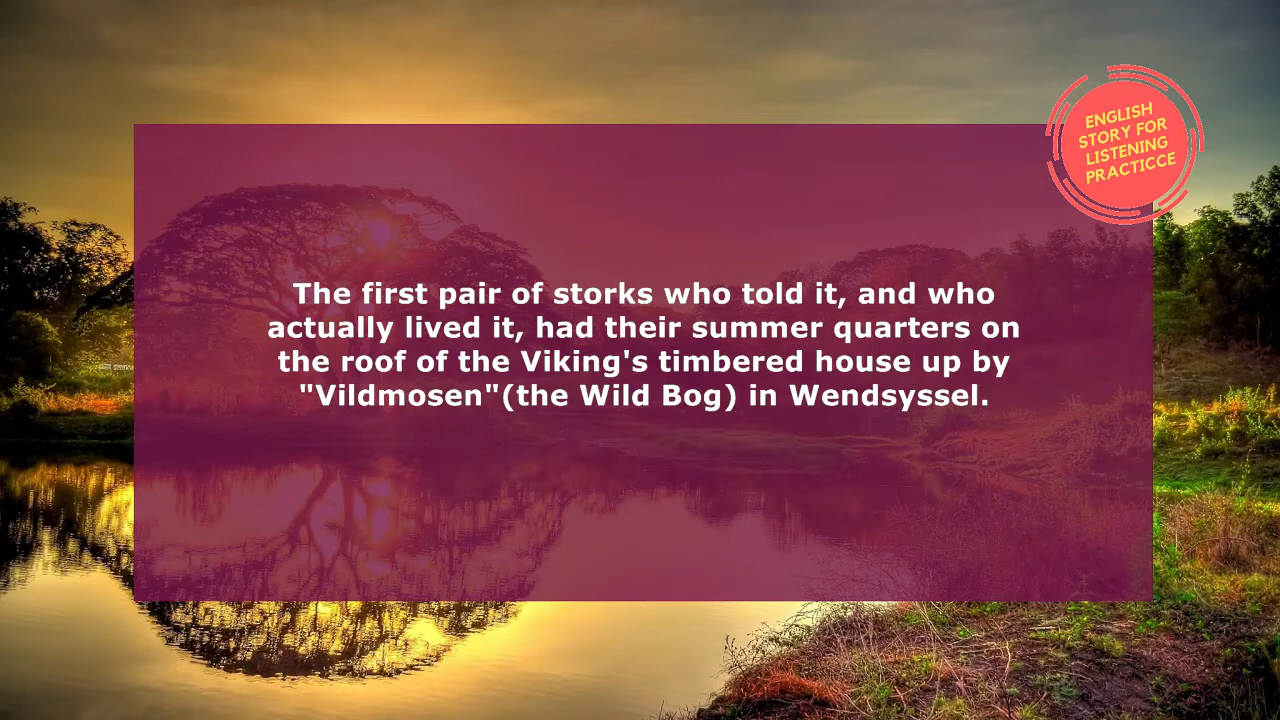 ENGLISH
STORY FOR
LISTENING
PRACTICCE
The first pair of storks who told it, and who
actually lived it, had their summer quarters on
the roof of the Viking's timbered house up by
"Vildmosen"(the Wild Bog) in Wendsyssel.